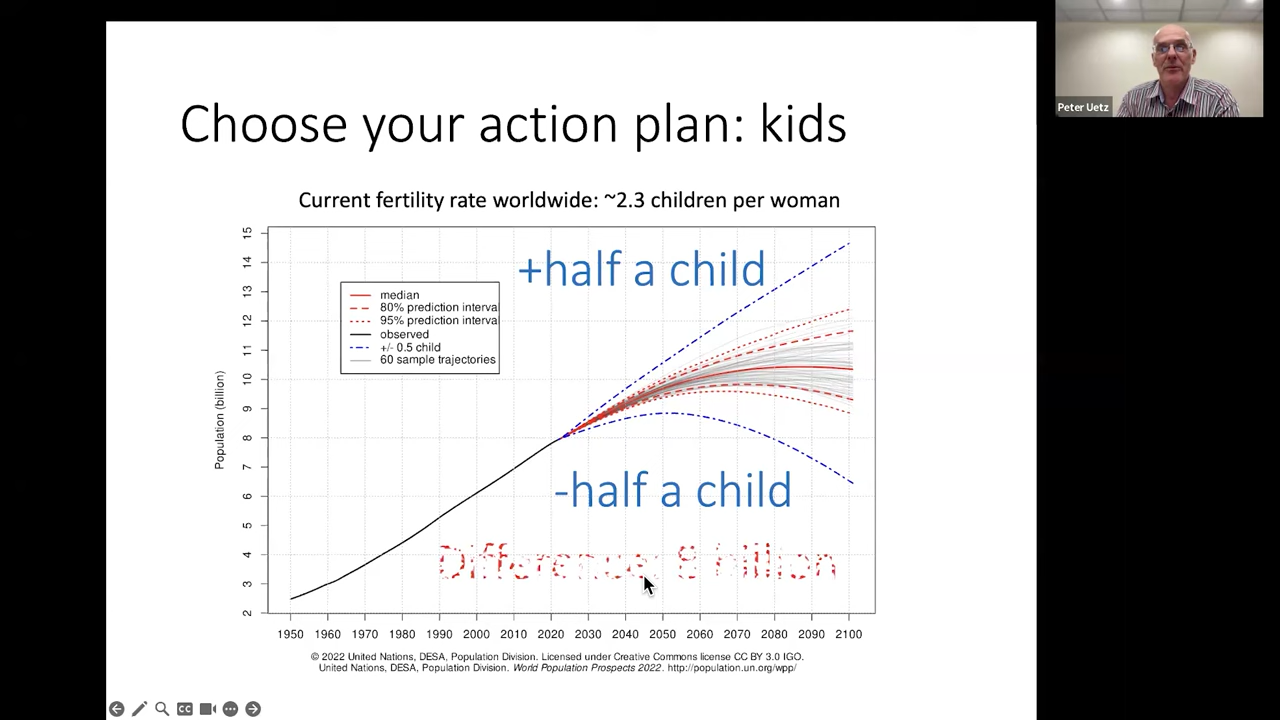 Choose your action plan: kids
Peter Uetz
Current fertility rate worldwide: ~2.3 children per woman
+half a child
median
80% prediction interval
95% prediction interval
observed
+/- 0.5 child
60 sample trajectories
Population (billion)
15
14
13
12
11
10
9
8
7
6
5
4
3
2
-half a child
Difference: 8 billion
1950 1960 1970 1980 1990 2000 2010 2020 2030 2040 2050 2060 2070 2080 2090 2100
© 2022 United Nations, DESA, Population Division. Licensed under Creative Commons license CC BY 3.0 IGO.
United Nations, DESA, Population Division. World Population Prospects 2022. http://population.un.org/wpp/
CC